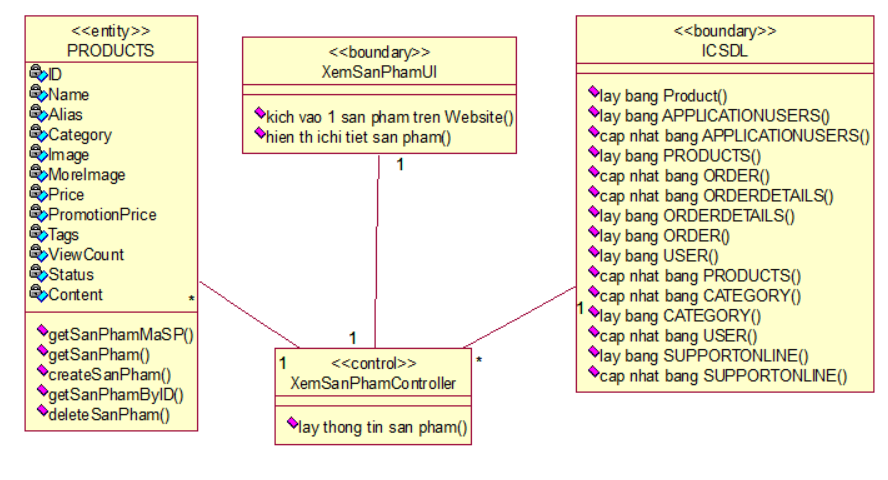 <<entity>>
PRODUCTS
ID
Name
Alias
Category
Image
MoreImage
Price
PromotionPrice
Tags
ViewCount
Status
Content
*
getSanPhamMaSP()
getSanPham()
createSanPham()
getSanPhamByID()
deleteSanPham()
<<boundary>>
XemSanPhamUI
kich vao 1 san pham tren Website()
hien th ichi tiet san pham()
1
1
1
<<control>>
XemSanPhamController
*
lay thong tin san pham()
<<boundary>>
ICSDL
lay bang Product()
lay bang APPLICATIONUSERS()
cap nhat bang APPLICATIONUSERS()
lay bang PRODUCTS()
cap nhat bang ORDER()
cap nhat bang ORDERDETAILS()
lay bang ORDERDETAILS()
lay bang ORDER()
lay bang USER()
cap nhat bang PRODUCTS()
cap nhat bang CATEGORY()
1
lay bang CATEGORY()
cap nhat bang USER()
lay bang SUPPORTONLINE()
cap nhat bang SUPPORTONLINE()